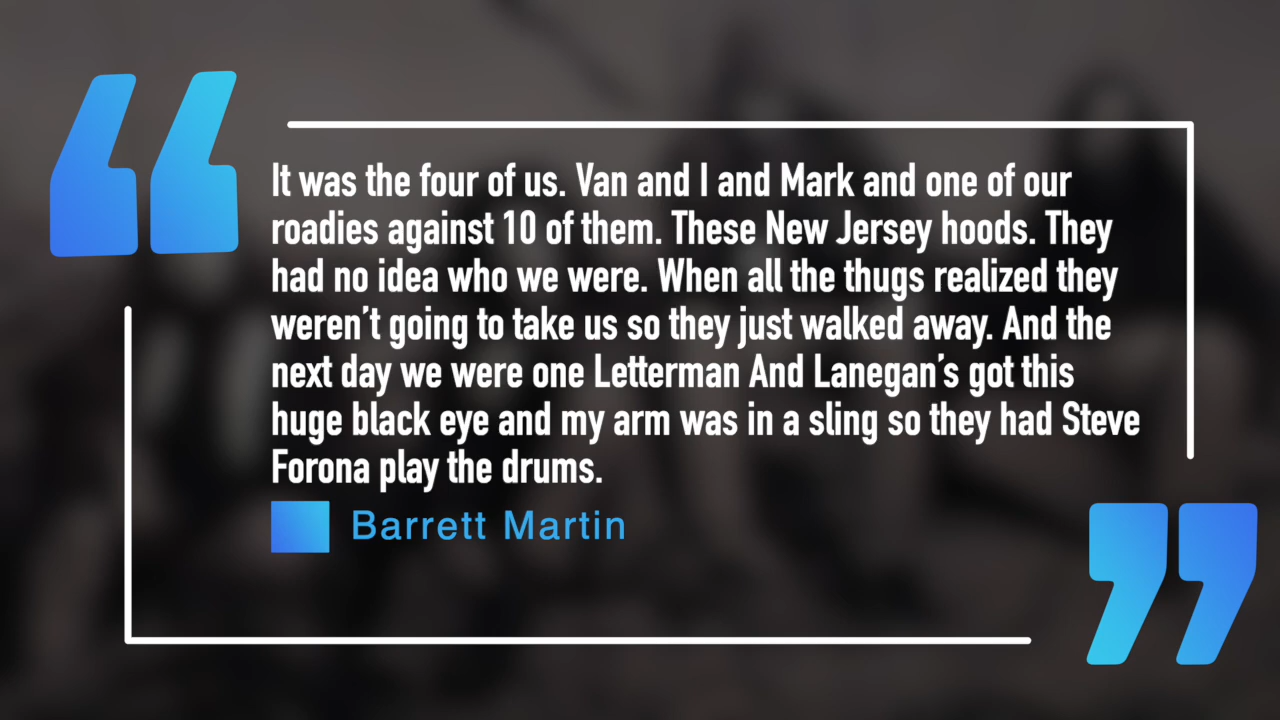 It was the four of us. Van and I and Mark and one of our
roadies against 10 of them. These New Jersey hoods. They
had no idea who we were. When all the thugs realized they
weren’t going to take us so they just walked away. And the
next day we were one Letterman And Lanegan’s got this
huge black eye and my arm was in a sling so they had Steve
Forona play the drums.
Barrett Martin